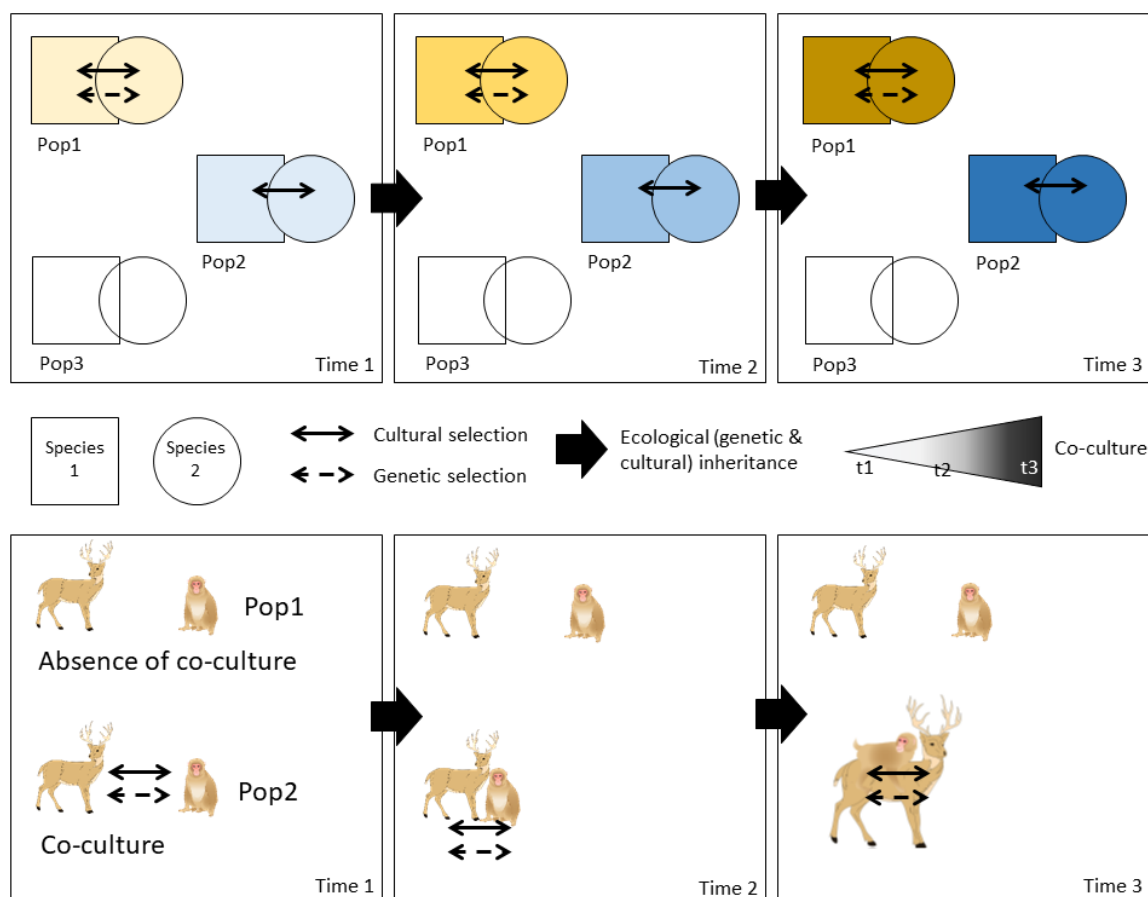 Pop1
Pop2
Pop3
Time 1
Pop1
Pop2
Pop3
Time 2
Pop1
Pop2
Pop3
Time 3
Species
1
Species
2
Cultural selection
Genetic selection
Ecological (genetic &
cultural) inheritance
t1
t2
t3
Co-culture
Pop1
Absence of co-culture
Pop2
Co-culture
Time 1
Time 2
Time 3